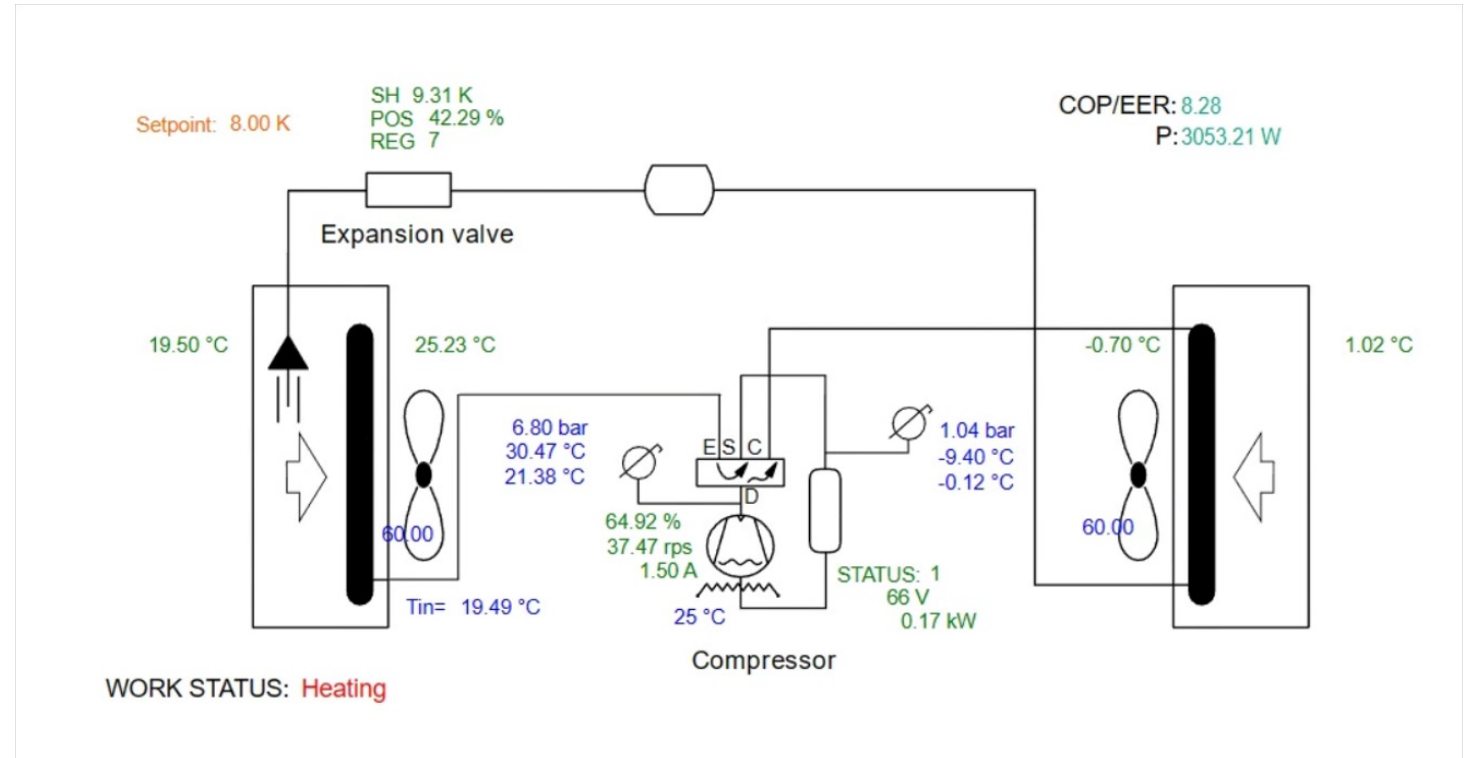 SH 9.31 K
Setpoint: 8.00 K
POS 42.29 %
REG 7
COP/EER: 8.28
P: 3053.21 W
Expansion valve
19.50 °C
25.23 °C
-0.70 °C
1.02 °C
6.80 bar
30.47 °C
21.38 °C
E S C
D
1.04 bar
-9.40 °C
-0.12 °C
60.00
60.00
64.92 %
37.47 rps
1.50 A
STATUS: 1
66 V
0.17 kW
Tin= 19.49 °C
25 °C
Compressor
WORK STATUS: Heating